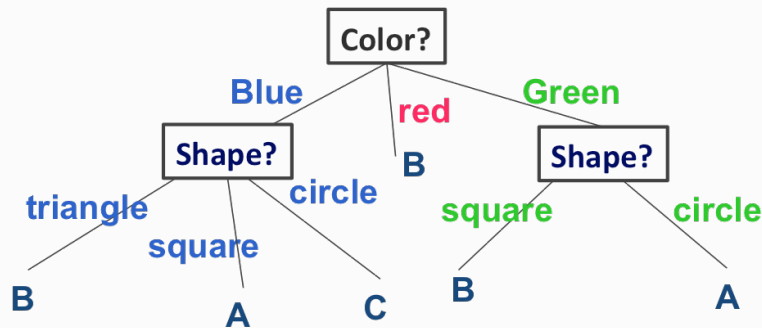 Color?
Blue
red
Green
Shape?
B
Shape?
triangle
square
circle
square
circle
B
A
C
B
A